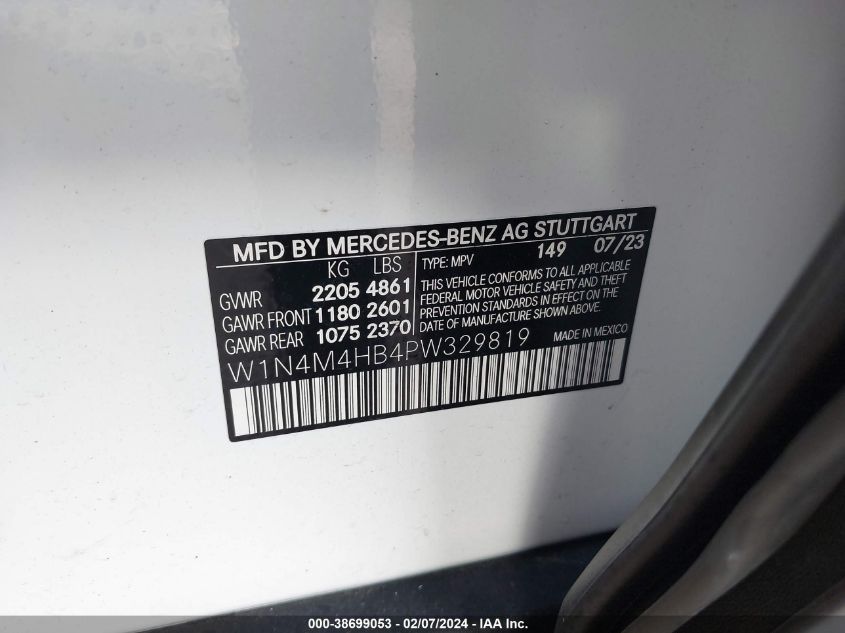 MFD BY MERCEDES-BENZ AG STUTTGART
KG LBS
GVWR 2205 4861
GAWR FRONT 1180 2601
GAWR REAR 1075 2370
TYPE: MPV 149 07/23
THIS VEHICLE CONFORMS TO ALL APPLICABLE
FEDERAL MOTOR VEHICLE SAFETY AND THEFT
PREVENTION STANDARDS IN EFFECT ON THE
DATE OF MANUFACTURE SHOWN ABOVE.
MADE IN MEXICO
W1N4M4HB4PW329819
000-38699053 - 02/07/2024 - IAA Inc.